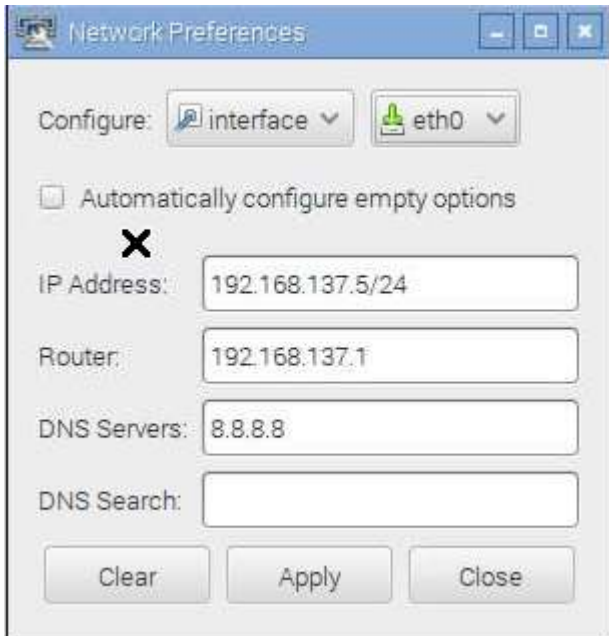 Network Preferences
Configure: interface eth0
Automatically configure empty options
IP Address: 192.168.137.5/24
Router: 192.168.137.1
DNS Servers: 8.8.8.8
DNS Search:
Clear Apply Close